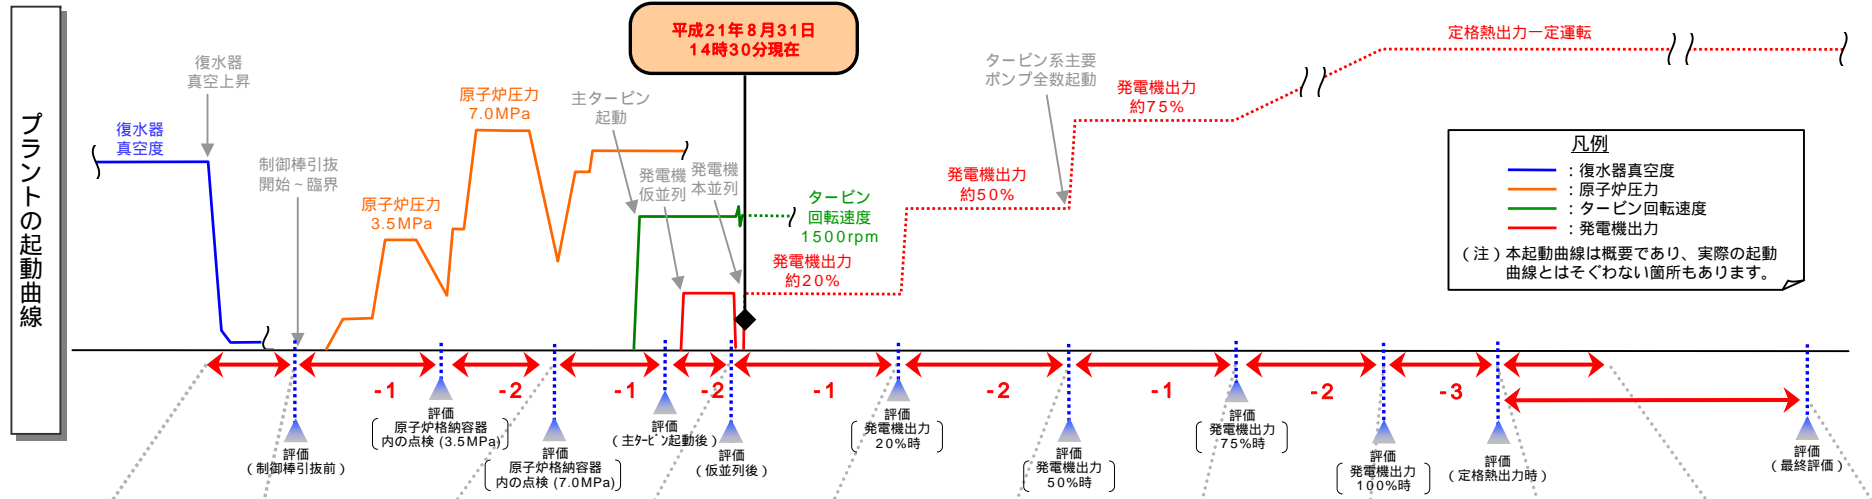 プラントの起動曲線
平成21年8月31日
14時30分現在
復水器
真空上昇
復水器
真空度
制御棒引抜
開始～臨界
原子炉圧力
3.5MPa
原子炉圧力
7.0MPa
主タービン
起動
発電機
仮並列
発電機
本並列
タービン
回転速度
1500rpm
発電機出力
約20%
発電機出力
約50%
タービン系主要
ポンプ全数起動
発電機出力
約75%
定格熱出力一定運転
凡例
：復水器真空度
：原子炉圧力
：タービン回転速度
：発電機出力
（注）本起動曲線は概要であり、実際の起動
曲線とはそぐわない箇所もあります。
-1
-2
-1
-2
-1
-2
-1
-2
-3
評価
（制御棒引抜前）
評価
原子炉格納容器
内の点検(3.5MPa)
評価
原子炉格納容器
内の点検(7.0MPa)
評価
（主ﾀｰﾋﾞﾝ起動後）
評価
（仮並列後）
評価
発電機出力
20%時
評価
発電機出力
50%時
評価
発電機出力
75%時
評価
発電機出力
100%時
評価
（定格熱出力時）
評価
（最終評価）